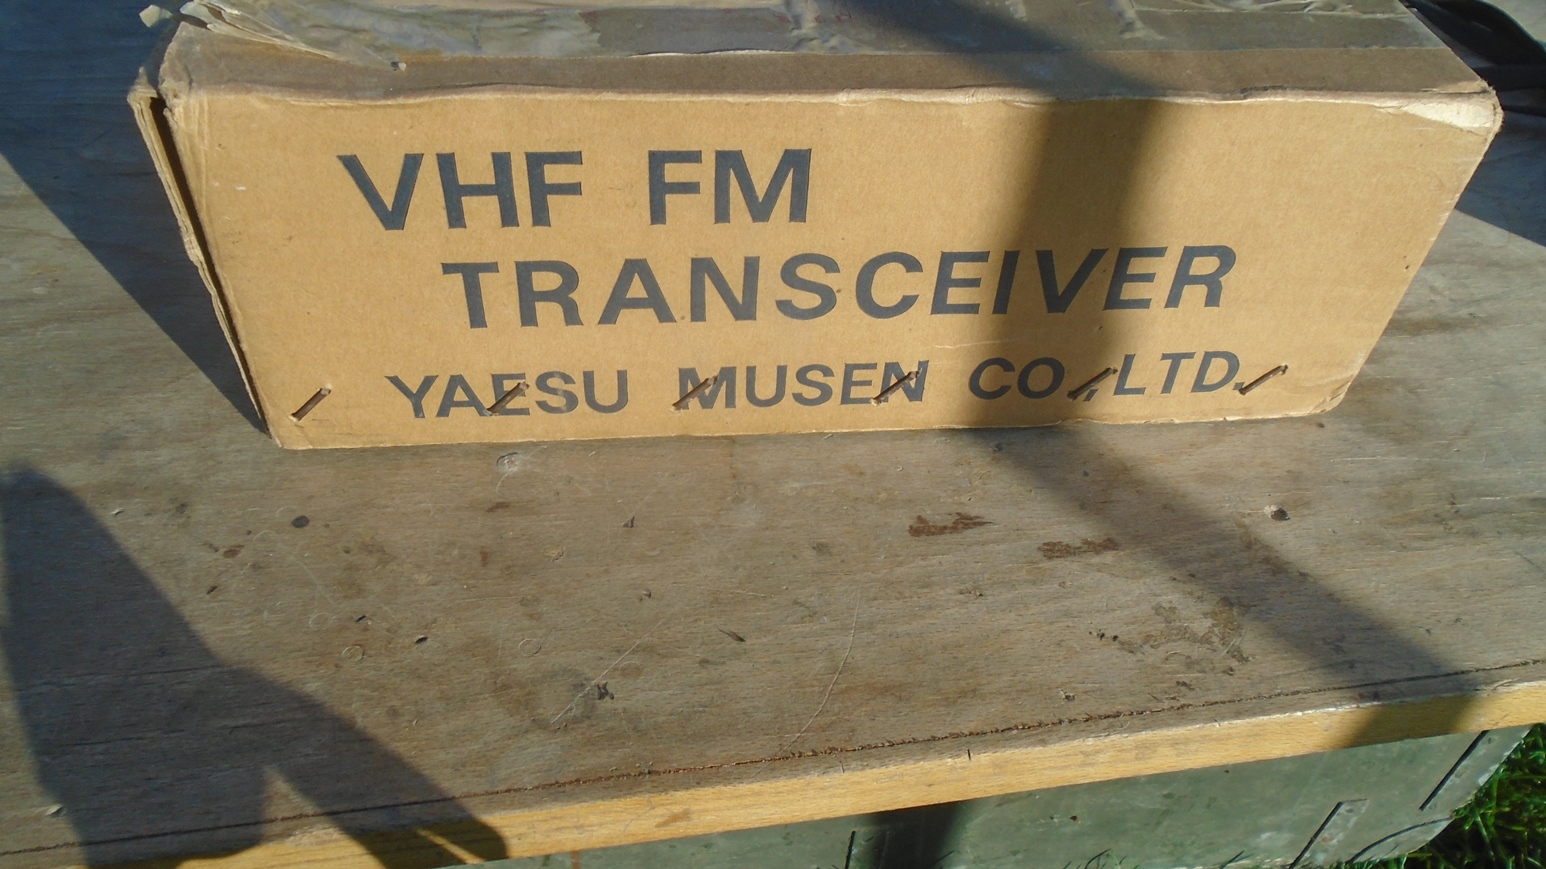 VHF FM
TRANSCEIVER
YAESU MUSEN CO.,LTD.